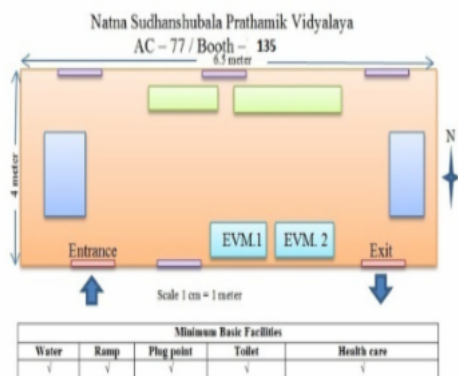 Natna Sudhanshubala Prathamik Vidyalaya
AC – 77 / Booth – 135
6.5 meter
4 meter
N
EVM.1 EVM. 2
Entrance
Exit
Scale 1 cm = 1 meter
Minimum Basic Facilities
Water Ramp Plug point Toilet Health care
√ √ √ √ √